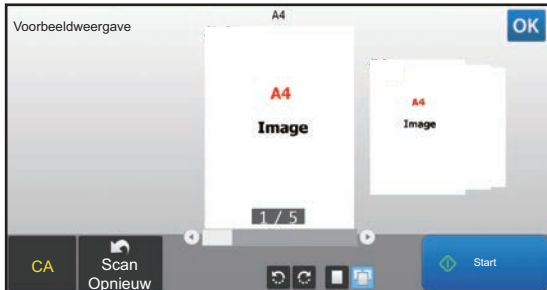 A4
Voorbeeldweergave
OK
A4
Image
A4
Image
1 / 5
CA
Scan
Opnieuw
Start